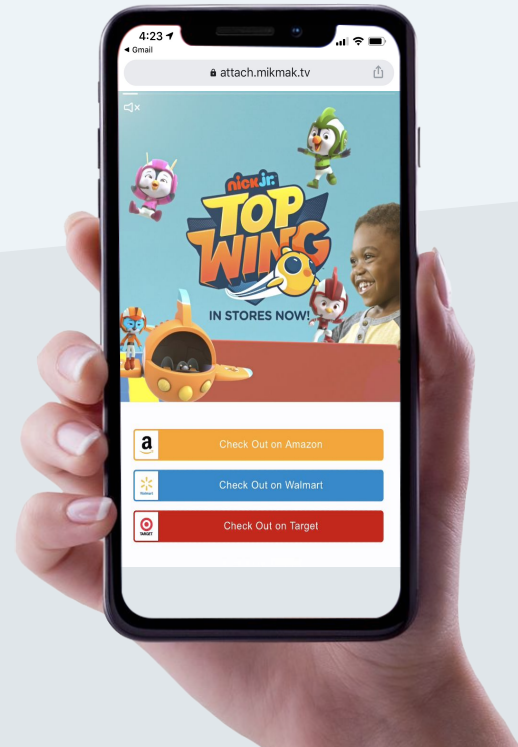 4:23
◀ Gmail
attach.mikmak.tv
nick jr.
TOP
WING
IN STORES NOW!
a
Check Out on Amazon
Walmart
Check Out on Walmart
TARGET
Check Out on Target